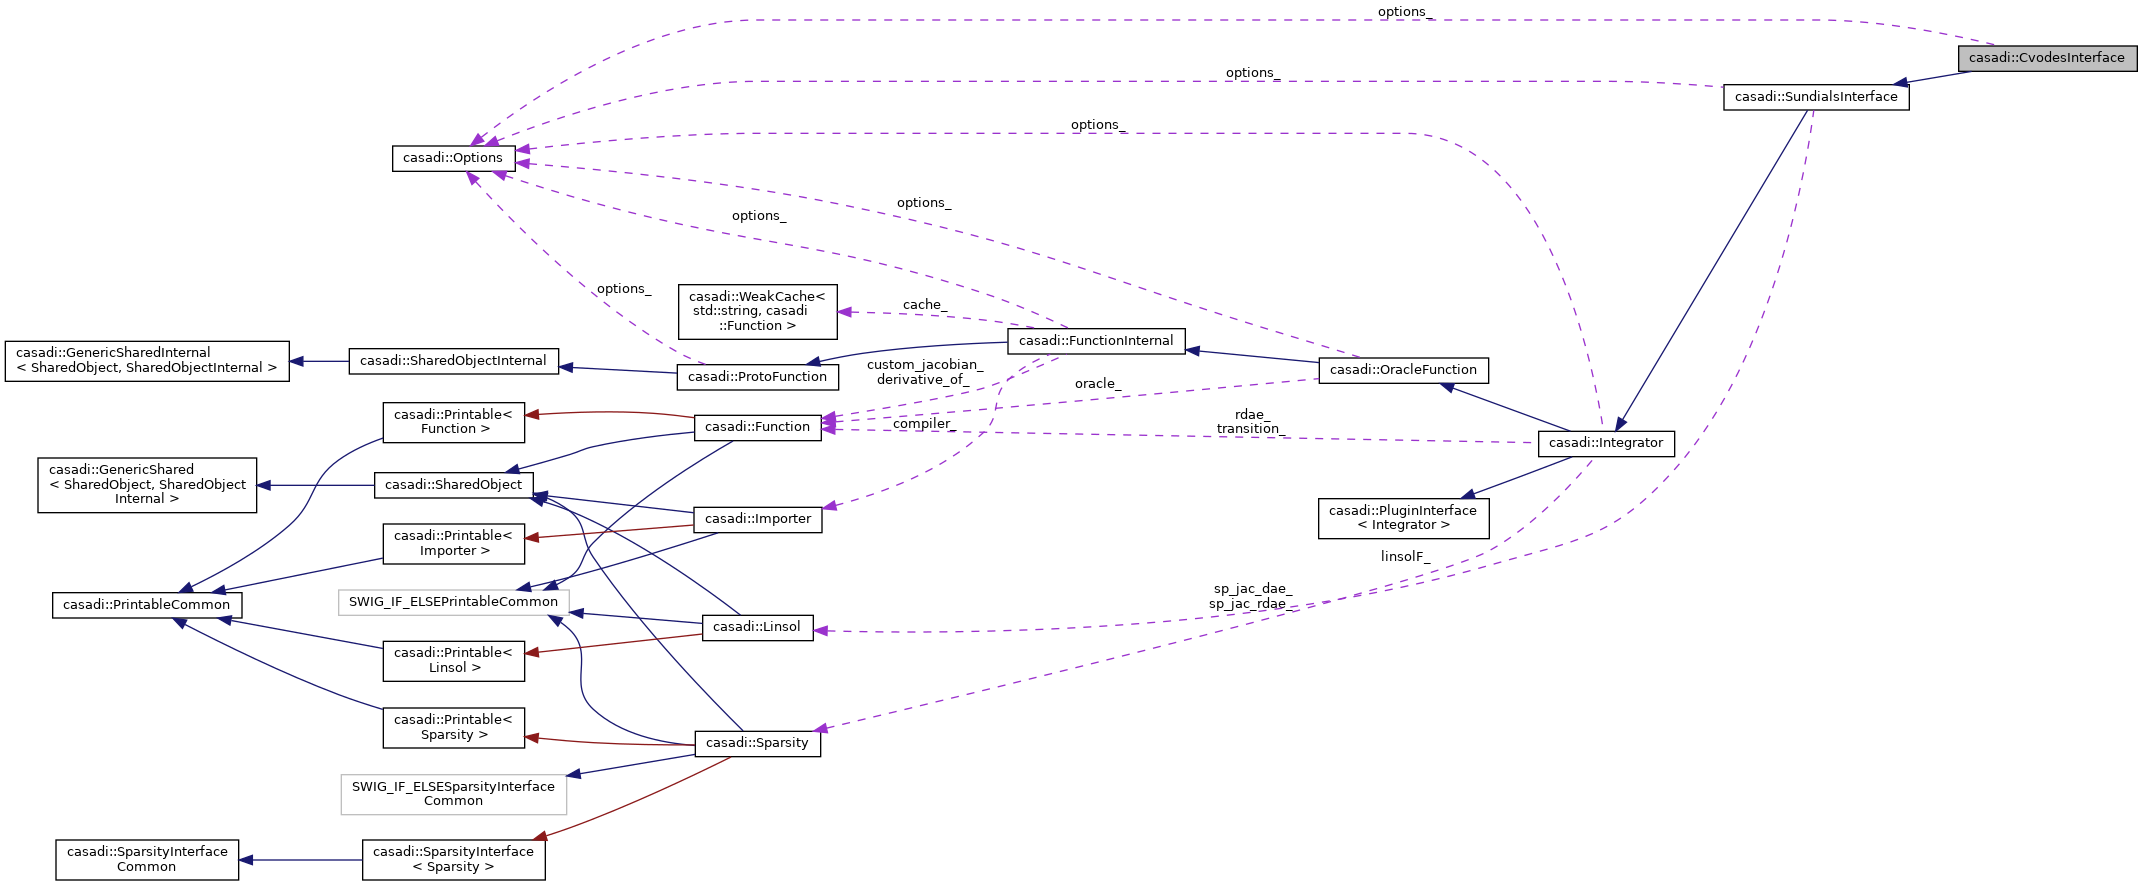 options_
casadi::CvodesInterface
options_
casadi::SundialsInterface
options_
casadi::Options
options_
options_
options_
casadi::WeakCache<
std::string, casadi
::Function >
cache_
casadi::FunctionInternal
casadi::GenericSharedInternal
< SharedObject, SharedObjectInternal >
casadi::SharedObjectInternal
casadi::ProtoFunction
custom_jacobian_
derivative_of_
casadi::OracleFunction
oracle_
casadi::Printable<
Function >
casadi::Function
compiler_
rdae_
transition_
casadi::Integrator
casadi::GenericShared
< SharedObject, SharedObject
Internal >
casadi::SharedObject
casadi::Importer
casadi::PluginInterface
< Integrator >
casadi::Printable<
Importer >
linsolF_
casadi::PrintableCommon
SWIG_IF_ELSEPrintableCommon
sp_jac_dae_
sp_jac_rdae_
casadi::Linsol
casadi::Printable<
Linsol >
casadi::Printable<
Sparsity >
casadi::Sparsity
SWIG_IF_ELSESparsityInterface
Common
casadi::SparsityInterface
Common
casadi::SparsityInterface
< Sparsity >